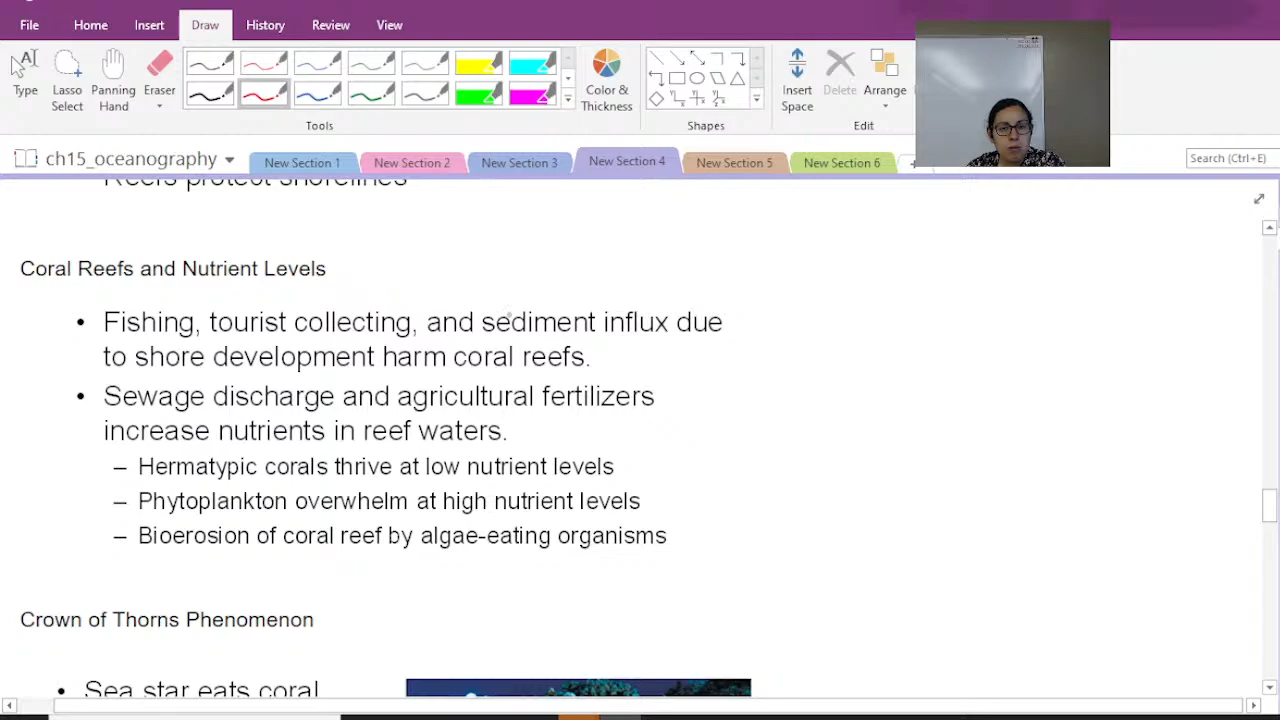 File Home Insert Draw History Review View
Type
Lasso Select
Panning Hand
Eraser
Color & Thickness
Insert Space
Delete
Arrange
Tools
Shapes
Edit
ch15_oceanography
New Section 1 New Section 2 New Section 3 New Section 4 New Section 5 New Section 6
Search (Ctrl+E)
Reefs protect shorelines
Coral Reefs and Nutrient Levels
• Fishing, tourist collecting, and sediment influx due
to shore development harm coral reefs.
• Sewage discharge and agricultural fertilizers
increase nutrients in reef waters.
– Hermatypic corals thrive at low nutrient levels
– Phytoplankton overwhelm at high nutrient levels
– Bioerosion of coral reef by algae-eating organisms
Crown of Thorns Phenomenon
• Sea star eats coral